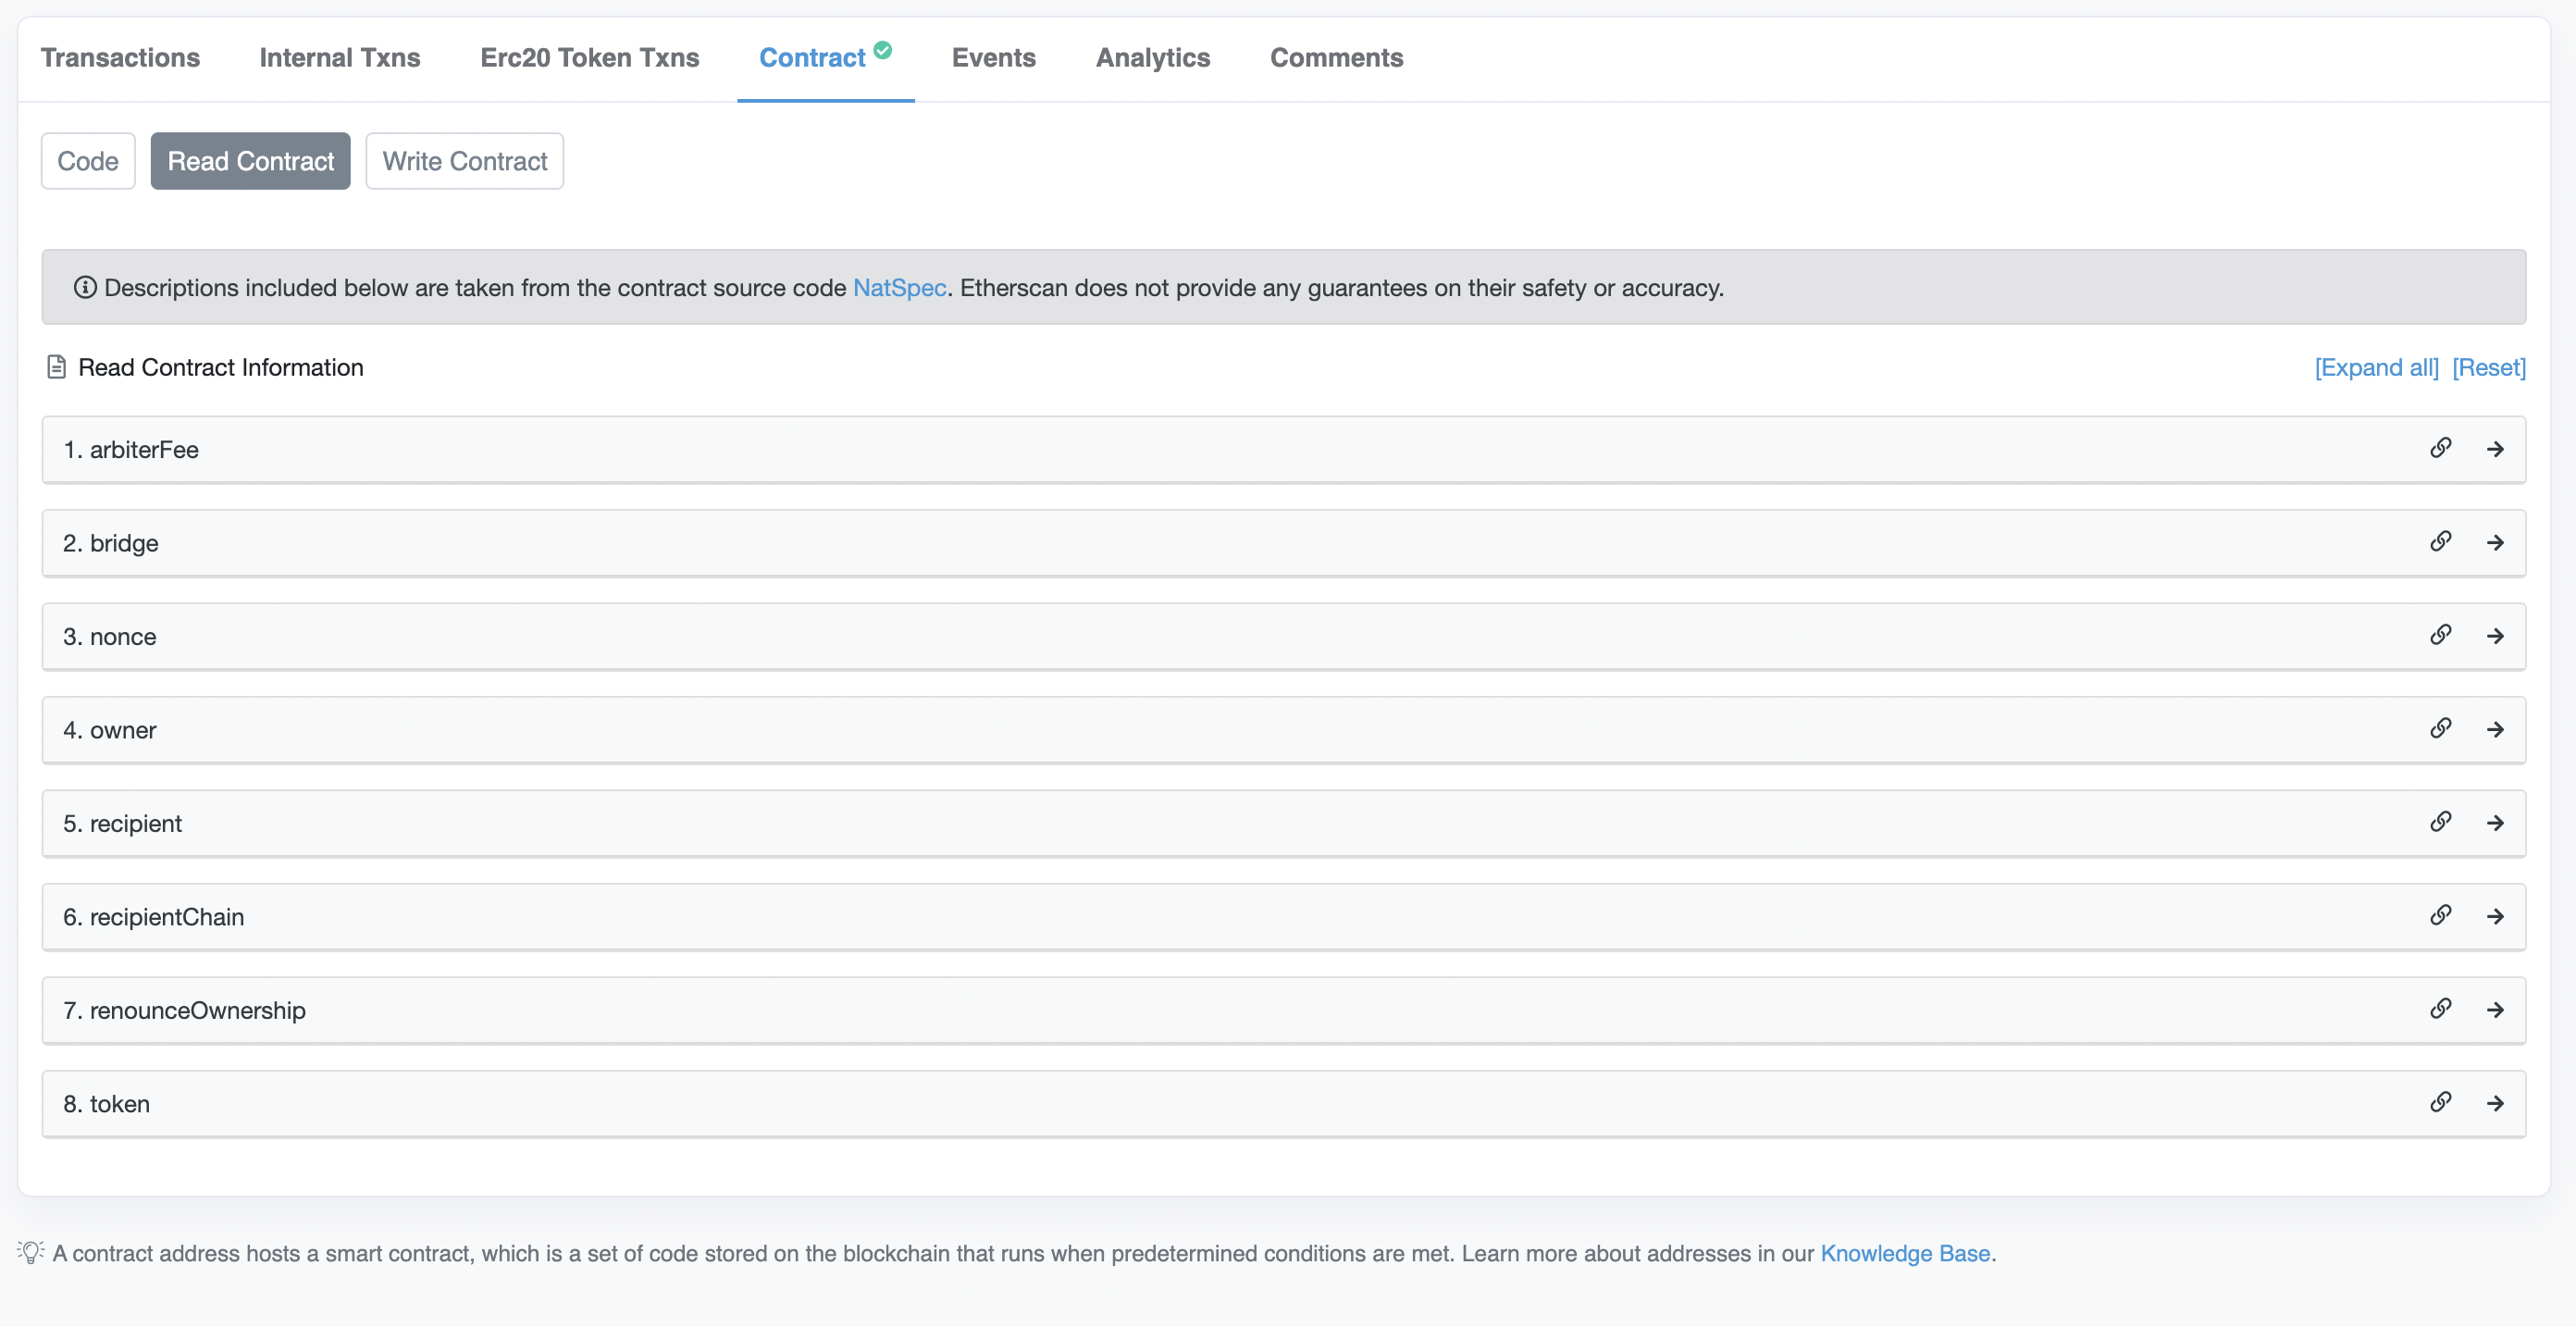 Transactions Internal Txns Erc20 Token Txns Contract Events Analytics Comments
Code Read Contract Write Contract
Descriptions included below are taken from the contract source code NatSpec. Etherscan does not provide any guarantees on their safety or accuracy.
Read Contract Information [Expand all] [Reset]
1. arbiterFee
2. bridge
3. nonce
4. owner
5. recipient
6. recipientChain
7. renounceOwnership
8. token
A contract address hosts a smart contract, which is a set of code stored on the blockchain that runs when predetermined conditions are met. Learn more about addresses in our Knowledge Base.